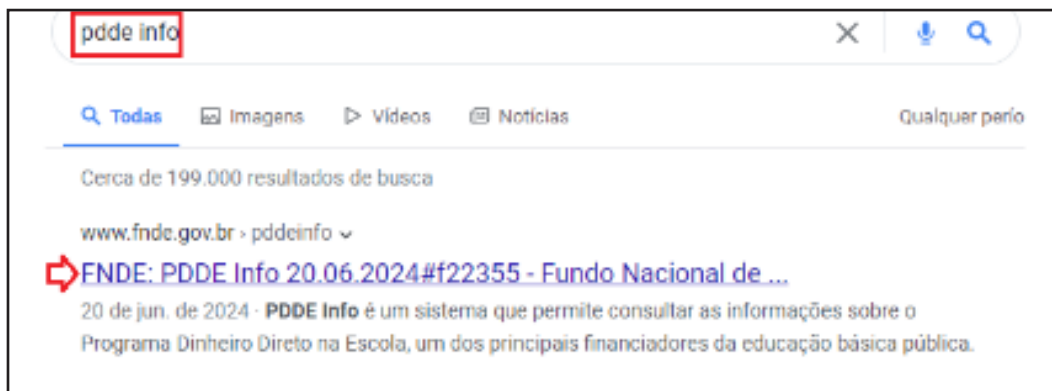 pdde info
Todas Imagens Vídeos Notícias Qualquer perío
Cerca de 199.000 resultados de busca
www.fnde.gov.br › pddeinfo
FNDE: PDDE Info 20.06.2024#f22355 - Fundo Nacional de ...
20 de jun. de 2024 · PDDE Info é um sistema que permite consultar as informações sobre o
Programa Dinheiro Direto na Escola, um dos principais financiadores da educação básica pública.